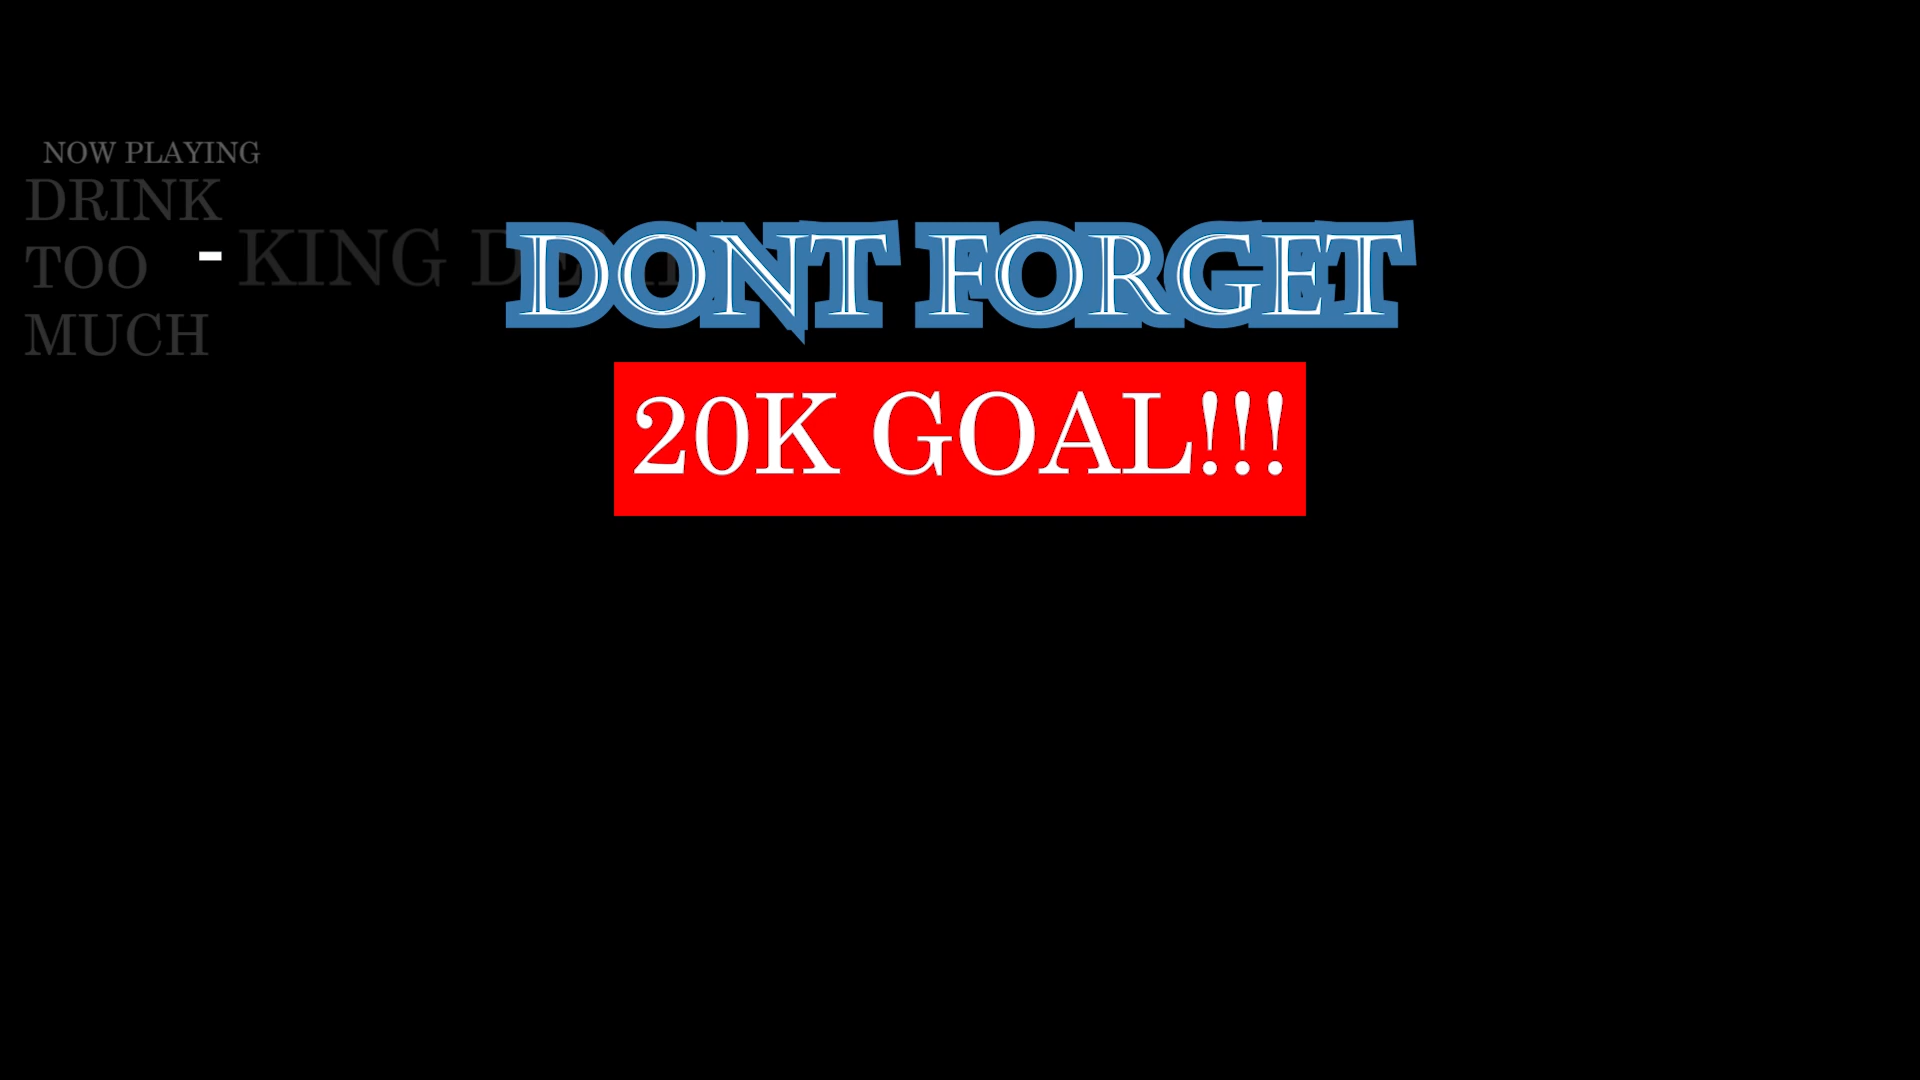 NOW PLAYING
DRINK
TOO
MUCH
- KING
DONT FORGET
20K GOAL!!!